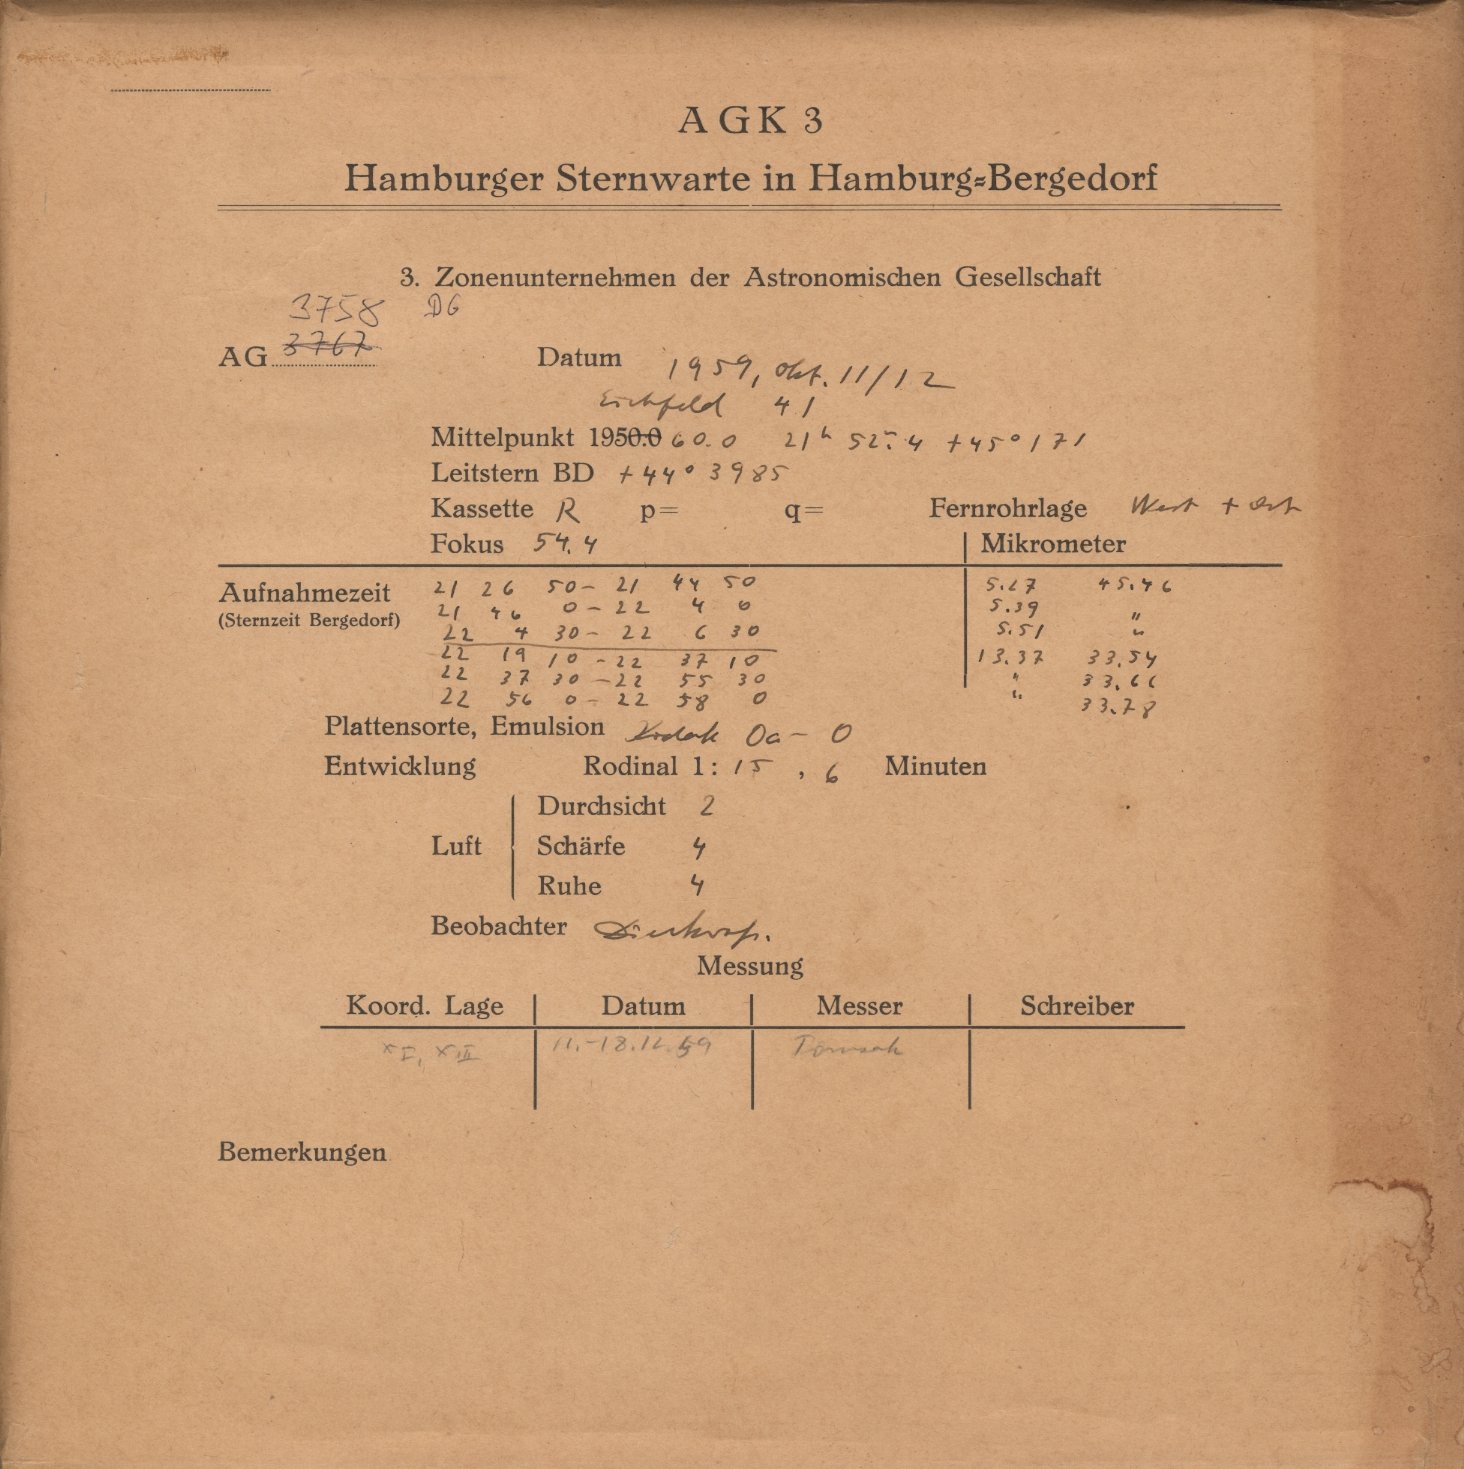 AGK 3
Hamburger Sternwarte in Hamburg-Bergedorf
3. Zonenunternehmen der Astronomischen Gesellschaft
3758 DG
AG 3767 Datum 1959, Okt. 11/12
Eichfeld 41
Mittelpunkt 1950.0 60.0 21h 52m.4 +45° 171
Leitstern BD +44° 3985
Kassette R p= q= Fernrohrlage West + Ost
Fokus 54.4 Mikrometer
Aufnahmezeit 21 26 50 - 21 44 50 5.27 45.46
(Sternzeit Bergedorf) 21 46 0 - 22 4 0 5.39 "
22 4 30 - 22 6 30 5.51 "
22 19 10 - 22 37 10 13.37 33.54
22 37 30 - 22 55 30 " 33.66
22 56 0 - 22 58 0 " 33.78
Plattensorte, Emulsion Kodak Oa - O
Entwicklung Rodinal 1: 15, 6 Minuten
Durchsicht 2
Luft Schärfe 4
Ruhe 4
Beobachter
Messung
Koord. Lage Datum Messer Schreiber
x I, x II 11.-18.12.59
Bemerkungen